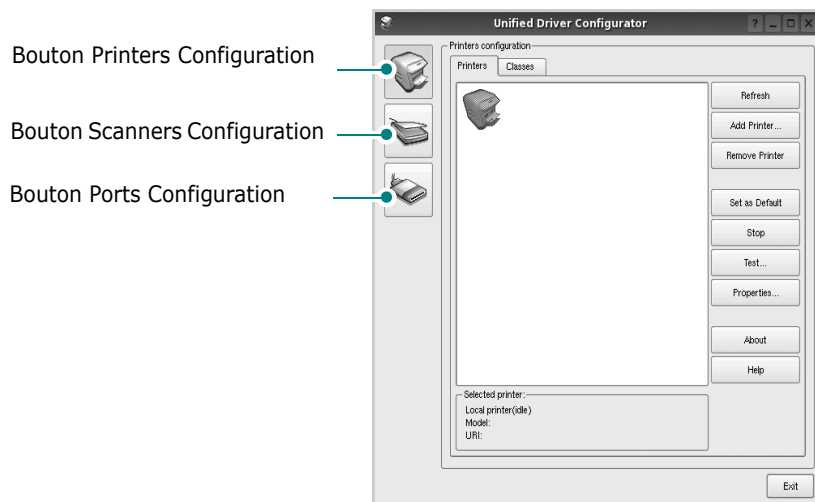 Unified Driver Configurator
Bouton Printers Configuration
Bouton Scanners Configuration
Bouton Ports Configuration
Printers configuration
Printers
Classes
Refresh
Add Printer...
Remove Printer
Set as Default
Stop
Test...
Properties...
About
Help
Selected printer:
Local printer(idle)
Model:
URI:
Exit